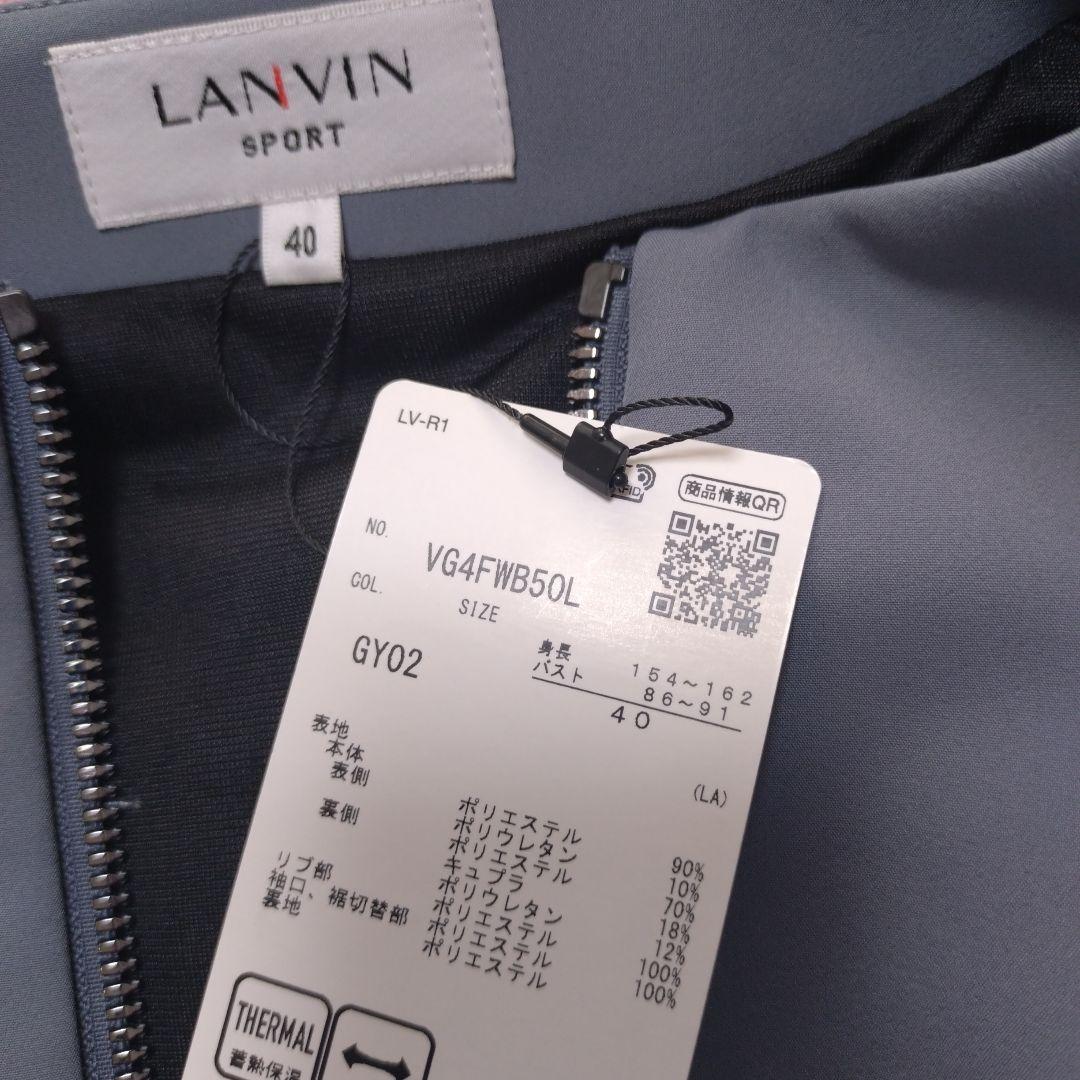 LANVIN
SPORT
40
LV-R1
商品情報QR
NO.
VG4FWB50L
COL.
SIZE
GY02
身長 154~162
バスト 86~91
40
(LA)
表地
本体
表側 ポリエステル 90%
ポリウレタン 10%
裏側 ポリエステル 70%
キュプラ 18%
ポリウレタン 12%
リブ部 ポリエステル 100%
袖口、裾切替部 ポリエステル 100%
裏地 ポリエステル
THERMAL
蓄熱保温